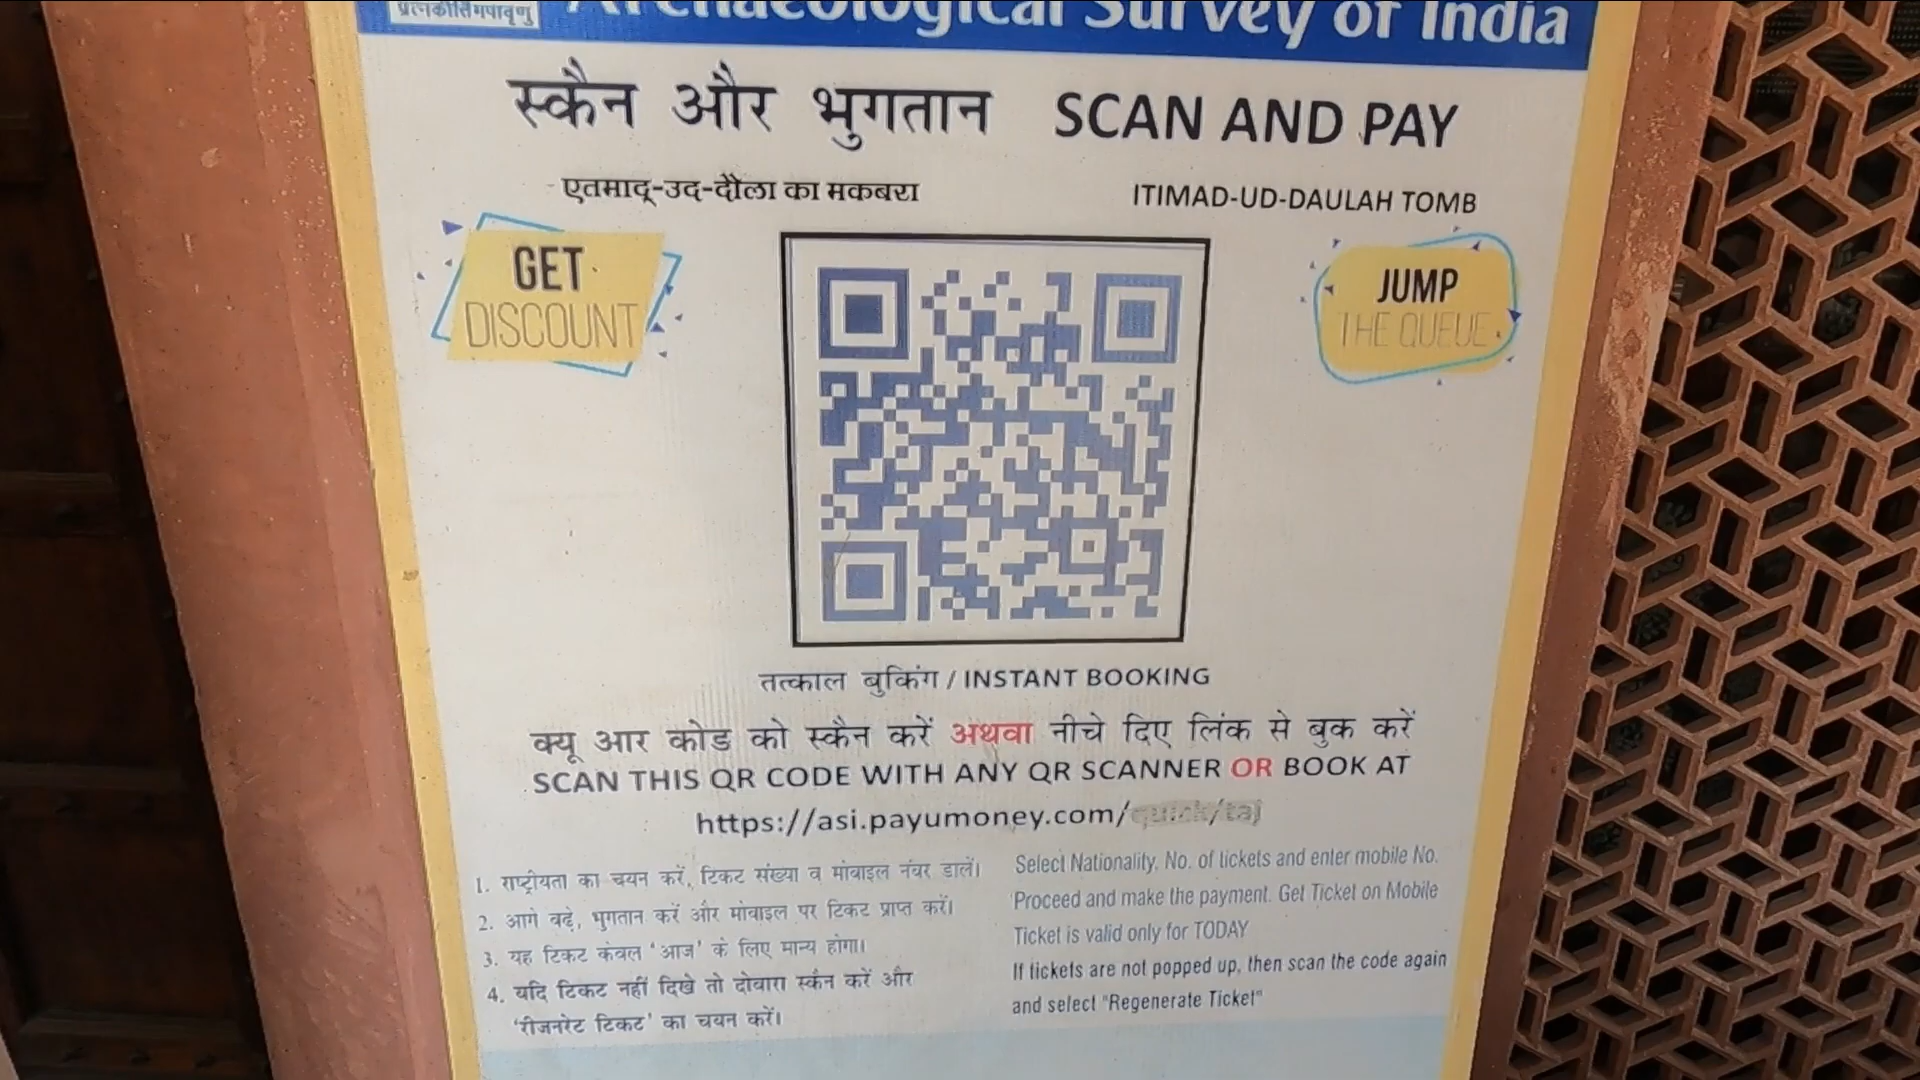 प्रत्नकीर्तिमपावृणु
Archaeological Survey of India
स्कैन और भुगतान SCAN AND PAY
एतमाद्-उद-दौला का मकबरा ITIMAD-UD-DAULAH TOMB
GET
DISCOUNT
JUMP
THE QUEUE
तत्काल बुकिंग / INSTANT BOOKING
क्यू आर कोड को स्कैन करें अथवा नीचे दिए लिंक से बुक करें
SCAN THIS QR CODE WITH ANY QR SCANNER OR BOOK AT
https://asi.payumoney.com/quick/taj
1. राष्ट्रीयता का चयन करें, टिकट संख्या व मोबाइल नंबर डालें।
2. आगे बढ़े, भुगतान करें और मोबाइल पर टिकट प्राप्त करें।
3. यह टिकट केवल 'आज' के लिए मान्य होगा।
4. यदि टिकट नहीं दिखे तो दोबारा स्कैन करें और
'रीजनरेट टिकट' का चयन करें।
Select Nationality, No. of tickets and enter mobile No.
Proceed and make the payment. Get Ticket on Mobile
Ticket is valid only for TODAY
If tickets are not popped up, then scan the code again
and select "Regenerate Ticket"